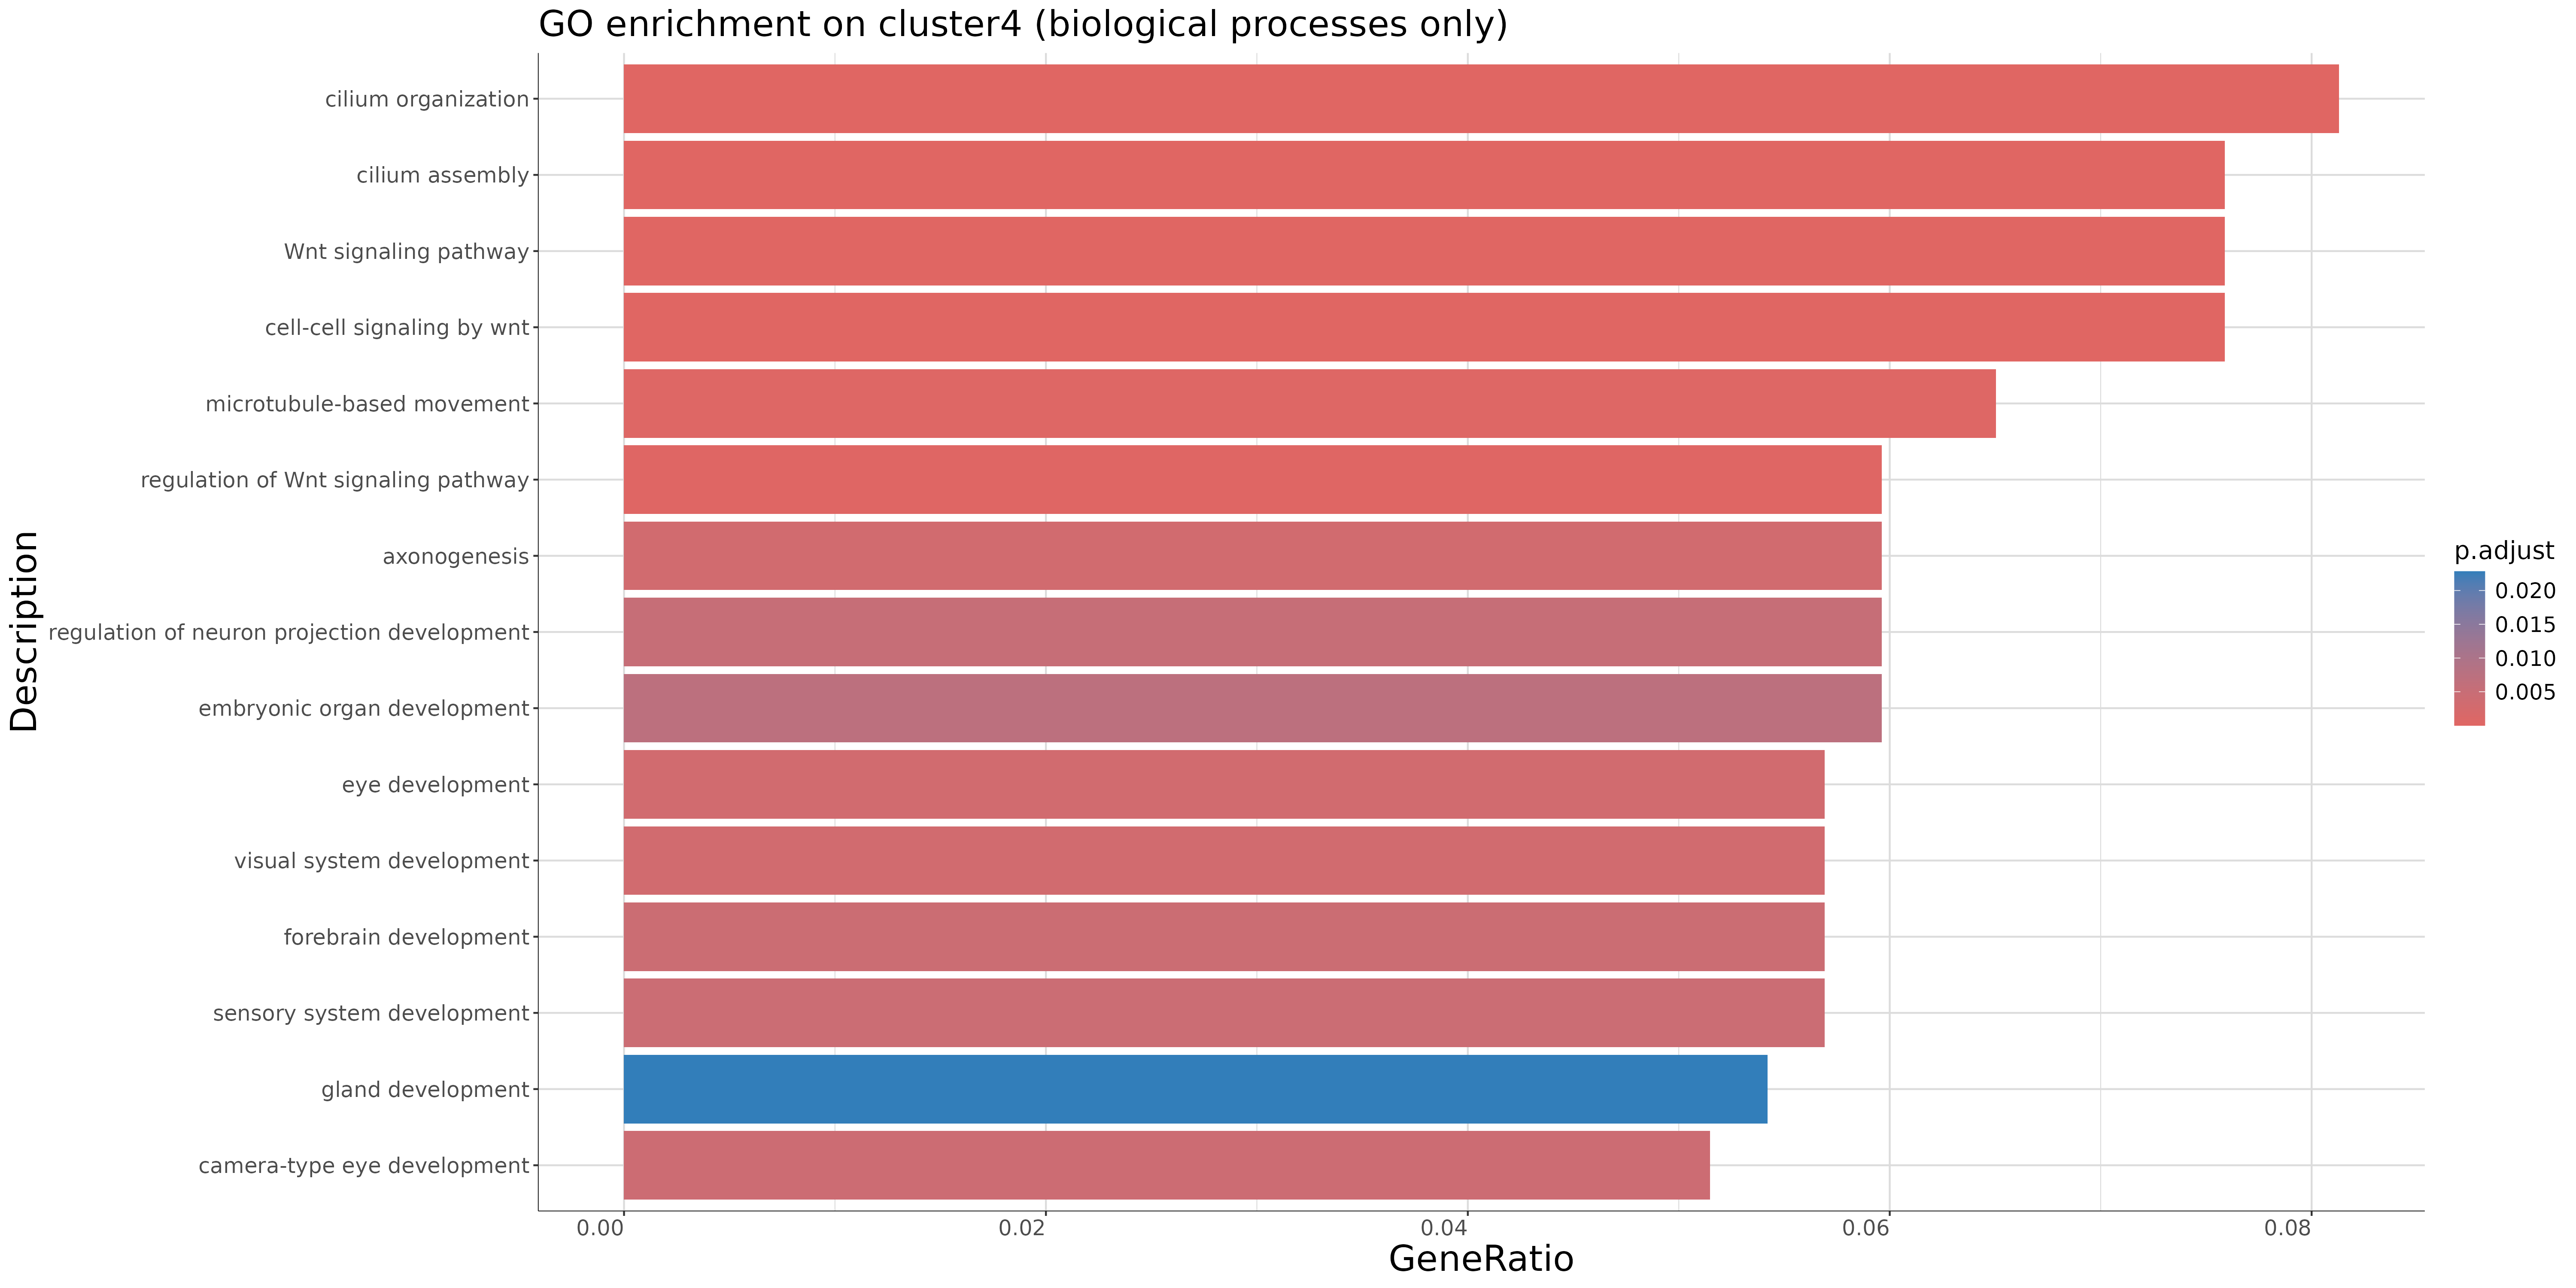 GO enrichment on cluster4 (biological processes only)
Description
cilium organization
cilium assembly
Wnt signaling pathway
cell-cell signaling by wnt
microtubule-based movement
regulation of Wnt signaling pathway
axonogenesis
regulation of neuron projection development
embryonic organ development
eye development
visual system development
forebrain development
sensory system development
gland development
camera-type eye development
0.00 0.02 0.04 0.06 0.08
GeneRatio
p.adjust
0.020
0.015
0.010
0.005